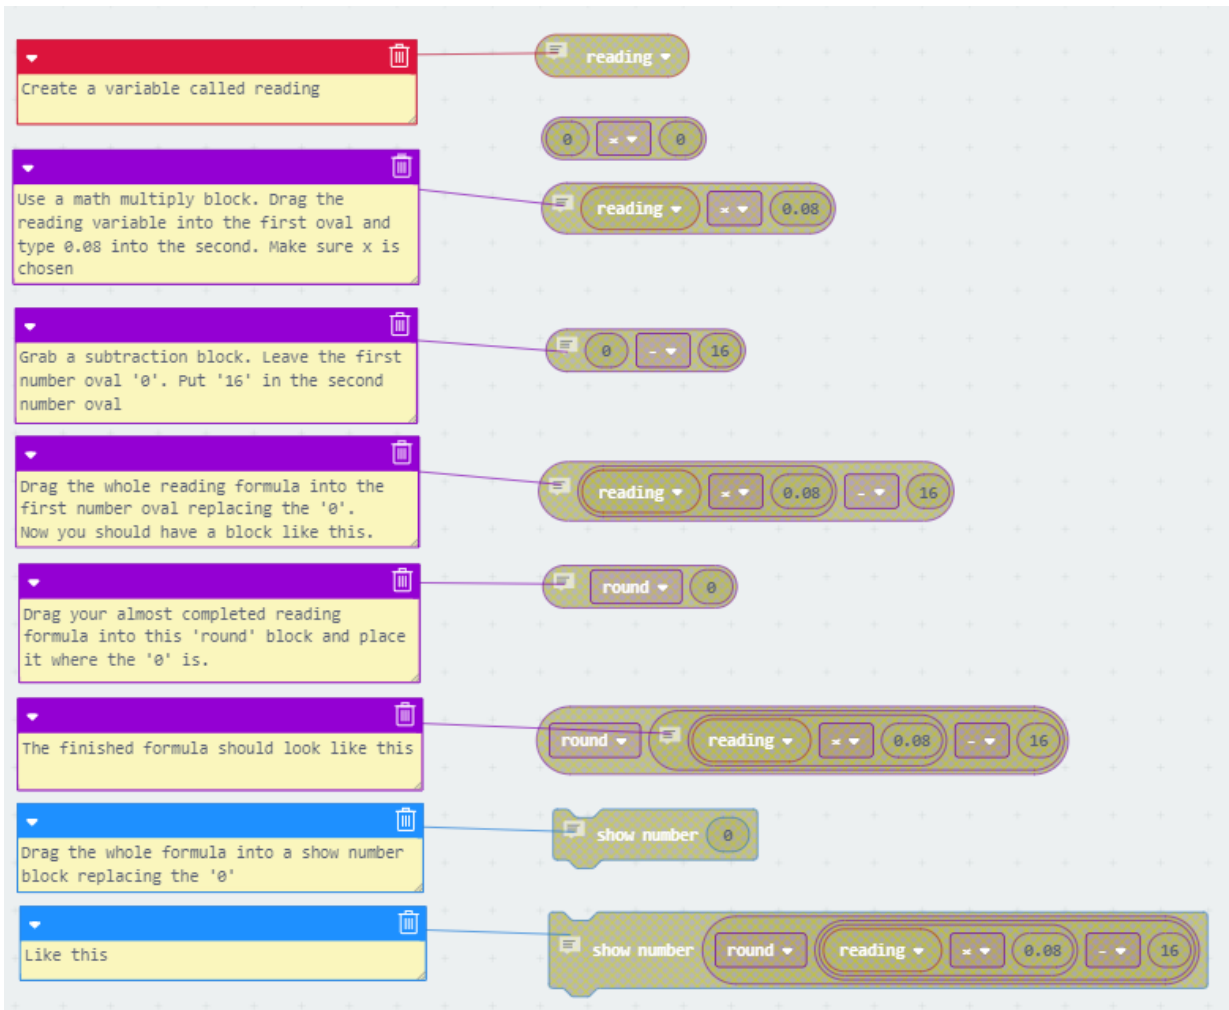 Create a variable called reading
reading
0 × 0
Use a math multiply block. Drag the
reading variable into the first oval and
type 0.08 into the second. Make sure x is
chosen
reading × 0.08
Grab a subtraction block. Leave the first
number oval '0'. Put '16' in the second
number oval
0 - 16
Drag the whole reading formula into the
first number oval replacing the '0'.
Now you should have a block like this.
reading × 0.08 - 16
Drag your almost completed reading
formula into this 'round' block and place
it where the '0' is.
round 0
The finished formula should look like this
round reading × 0.08 - 16
Drag the whole formula into a show number
block replacing the '0'
show number 0
Like this
show number round reading × 0.08 - 16